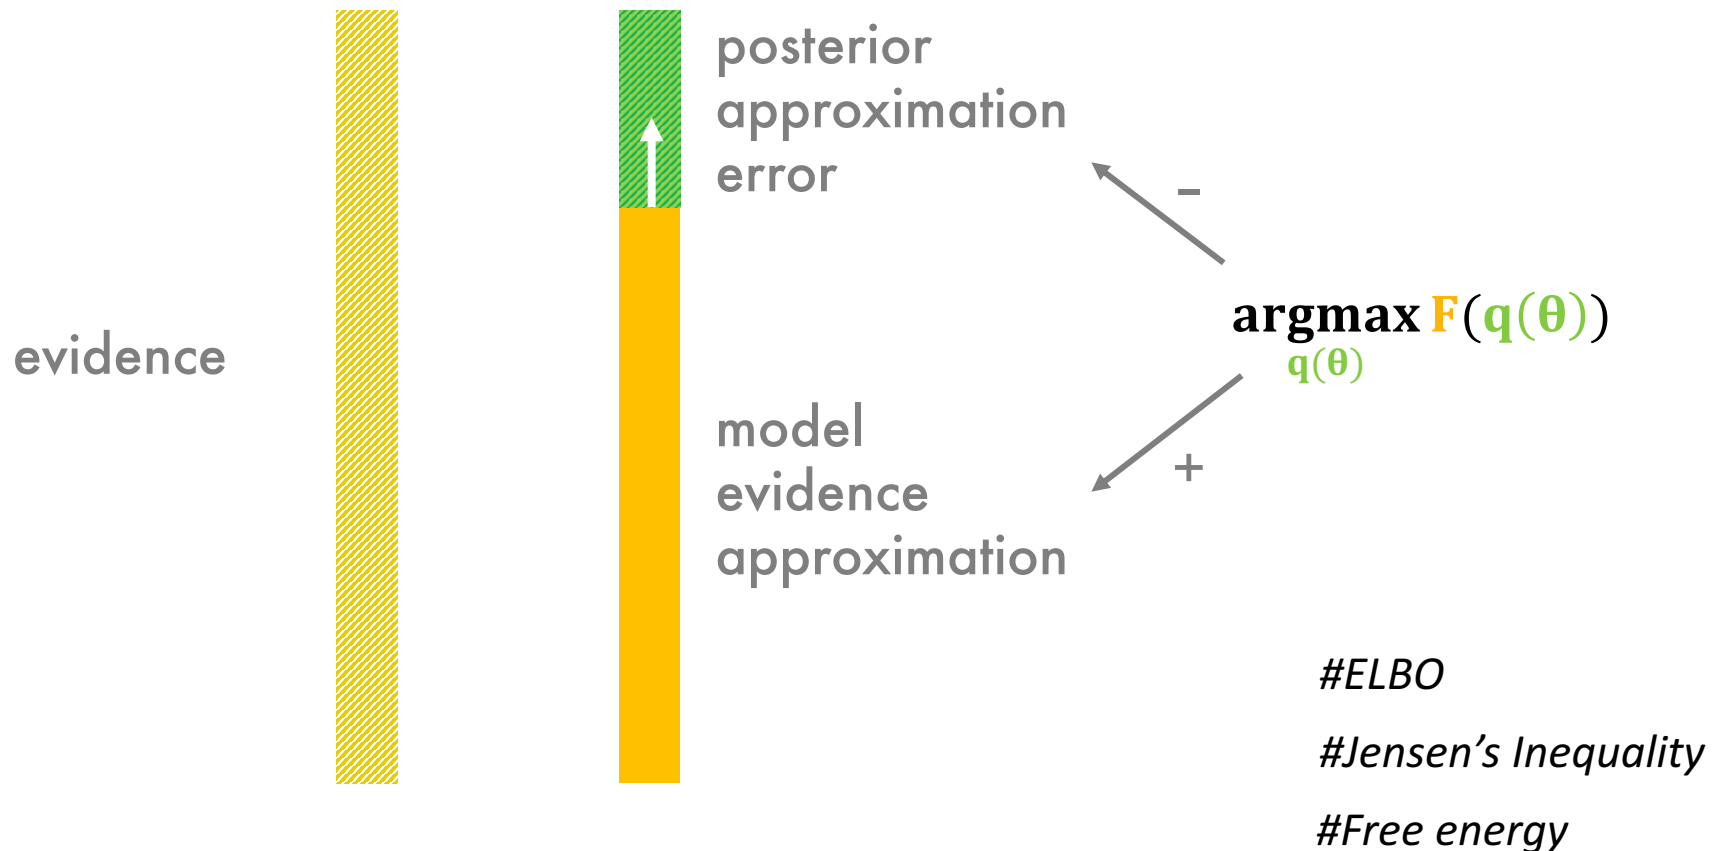 posterior
approximation
error
–
argmax F(q(θ))
q(θ)
evidence
model
evidence
approximation
+
#ELBO
#Jensen’s Inequality
#Free energy